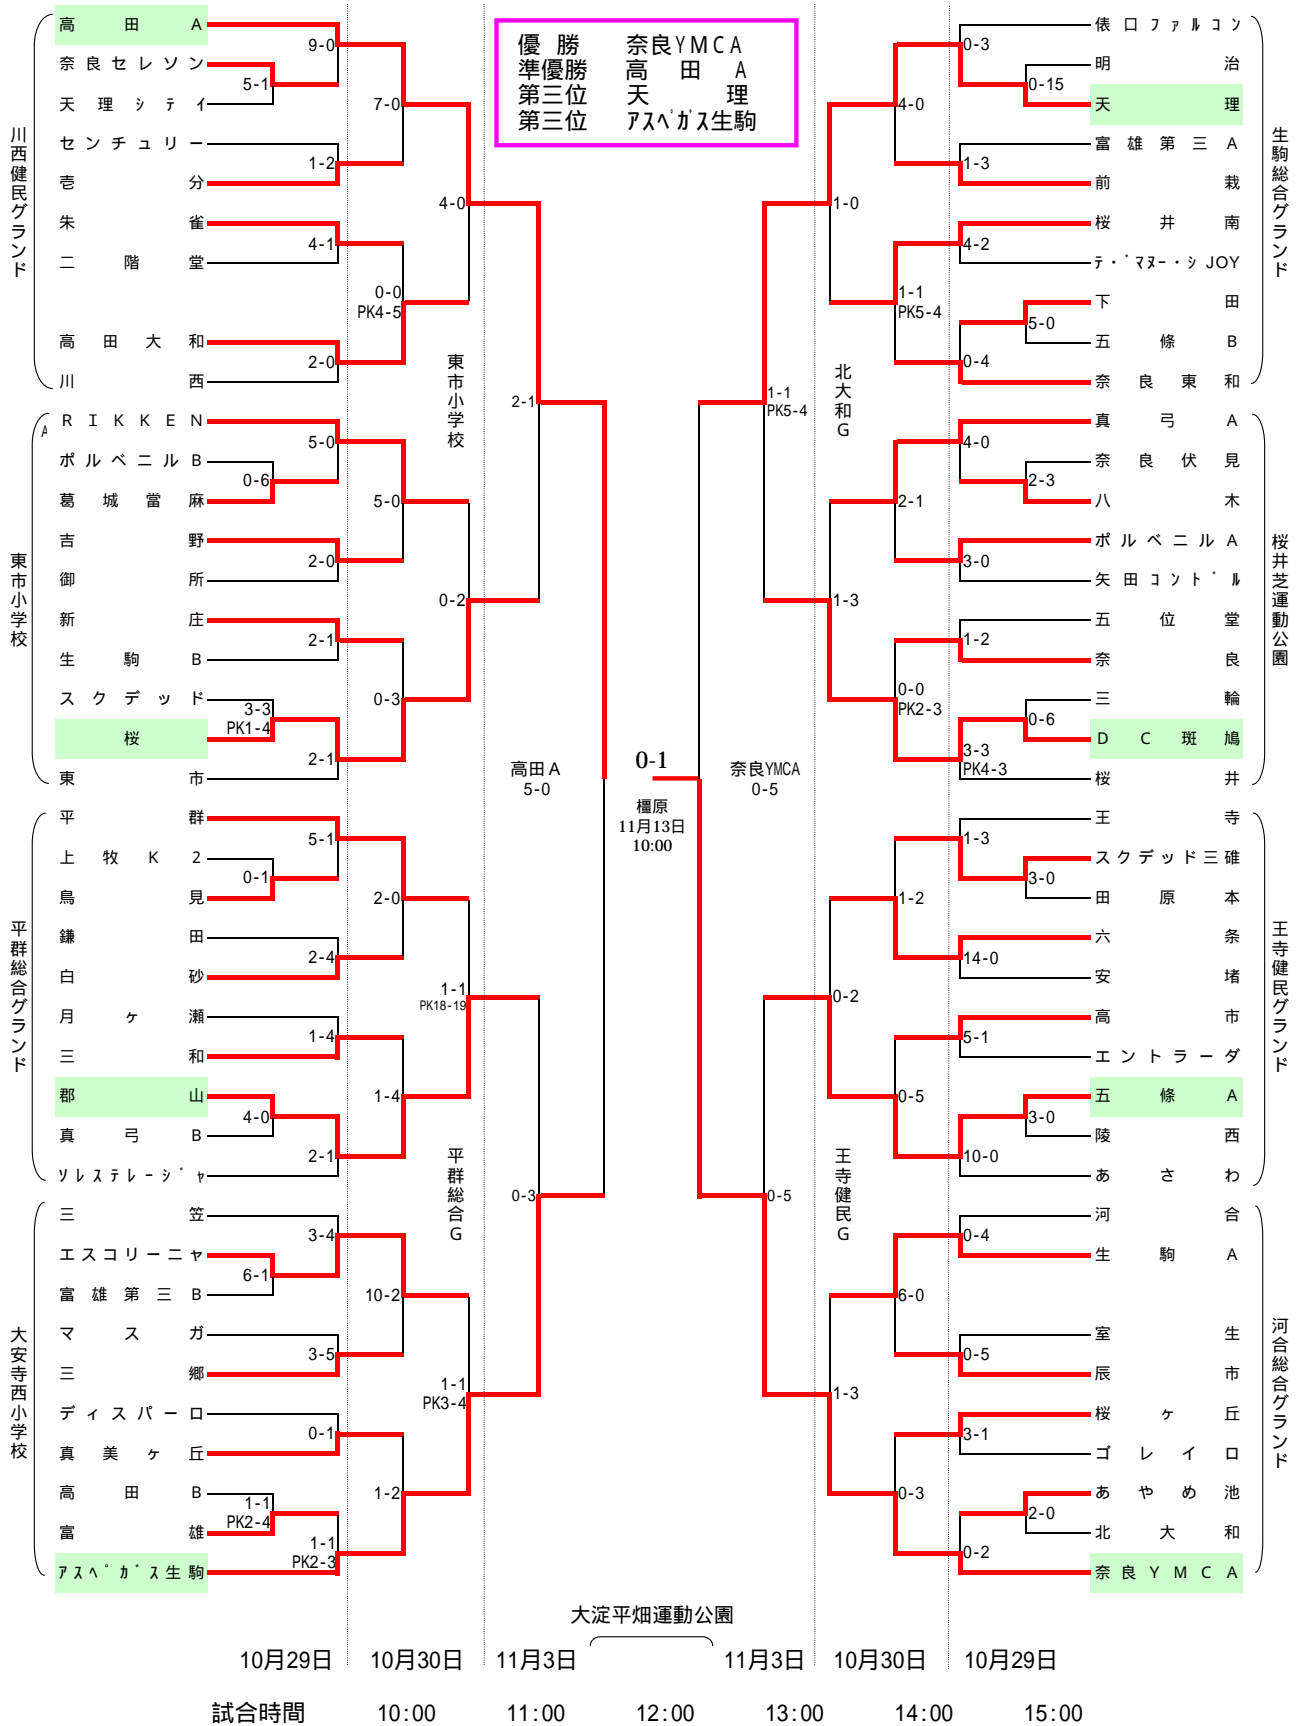 優勝 奈良YMCA
準優勝 高田A
第三位 天理
第三位 アスペガス生駒
川西健民グランド
高田A
9-0
奈良セレソン
5-1
天理シテイ
7-0
センチュリー
1-2
壱分
4-0
朱雀
4-1
二階堂
0-0
PK4-5
高田大和
2-0
川西
東市小学校
2-1
東市小学校
A
RIKKEN
5-0
ポルベニルB
0-6
葛城當麻
5-0
吉野
2-0
御所
0-2
新庄
2-1
生駒B
0-3
スクデッド
3-3
PK1-4
桜
2-1
東市
高田A
5-0
平群総合グランド
平群
5-1
上牧K2
0-1
鳥見
2-0
鎌田
2-4
白砂
1-1
PK18-19
月ヶ瀬
1-4
三和
1-4
郡山
4-0
真弓B
2-1
ソレステレージャ
平群総合G
0-3
大安寺西小学校
三笠
3-4
エスコリーニャ
6-1
富雄第三B
10-2
マスガ
3-5
三郷
1-1
PK3-4
ディスパーロ
0-1
真美ヶ丘
1-2
高田B
1-1
PK2-4
富雄
1-1
PK2-3
アスペガス生駒
0-1
橿原
11月13日
10:00
俵口ファルコン
0-3
明治
0-15
天理
4-0
富雄第三A
1-3
前栽
生駒総合グランド
1-0
桜井南
4-2
デ・マヌー・シJOY
1-1
PK5-4
下田
5-0
五條B
0-4
奈良東和
北大和G
1-1
PK5-4
真弓A
4-0
奈良伏見
2-3
八木
2-1
ポルベニルA
3-0
矢田コンドル
桜井芝運動公園
1-3
五位堂
1-2
奈良
0-0
PK2-3
三輪
0-6
DC斑鳩
3-3
PK4-3
桜井
奈良YMCA
0-5
王寺
1-3
スクデッド三碓
3-0
田原本
1-2
六条
14-0
安堵
王寺健民グランド
0-2
高市
5-1
エントラーダ
0-5
五條A
3-0
陵西
10-0
あさわ
王寺健民G
0-5
河合
0-4
生駒A
6-0
室生
0-5
辰市
河合総合グランド
1-3
桜ヶ丘
3-1
ゴレイロ
0-3
あやめ池
2-0
北大和
0-2
奈良YMCA
大淀平畑運動公園
10月29日 10月30日 11月3日 11月3日 10月30日 10月29日
試合時間 10:00 11:00 12:00 13:00 14:00 15:00